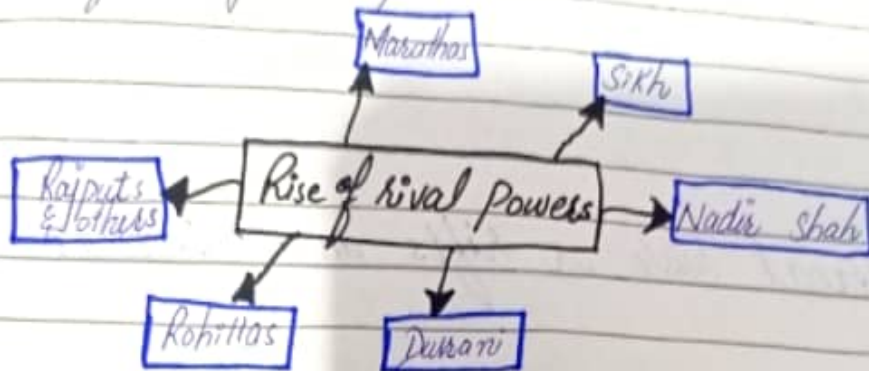 Marathas
Sikh
Rise of rival Powers
Rajputs
& others
Nadir Shah
Rohillas
Durrani